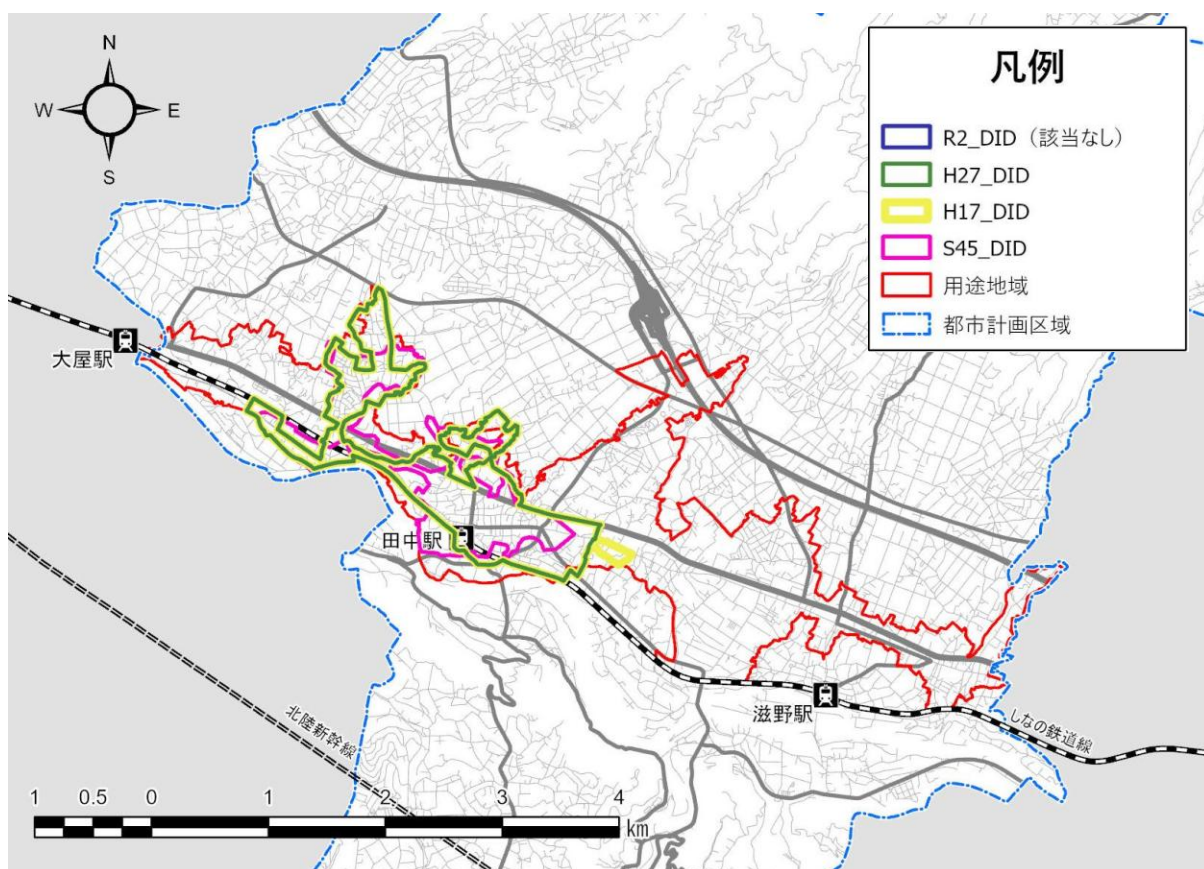 N
W
E
S
凡例
R2_DID（該当なし）
H27_DID
H17_DID
S45_DID
用途地域
都市計画区域
大屋駅
田中駅
滋野駅
しなの鉄道線
北陸新幹線
1 0.5 0 1 2 3 4
km